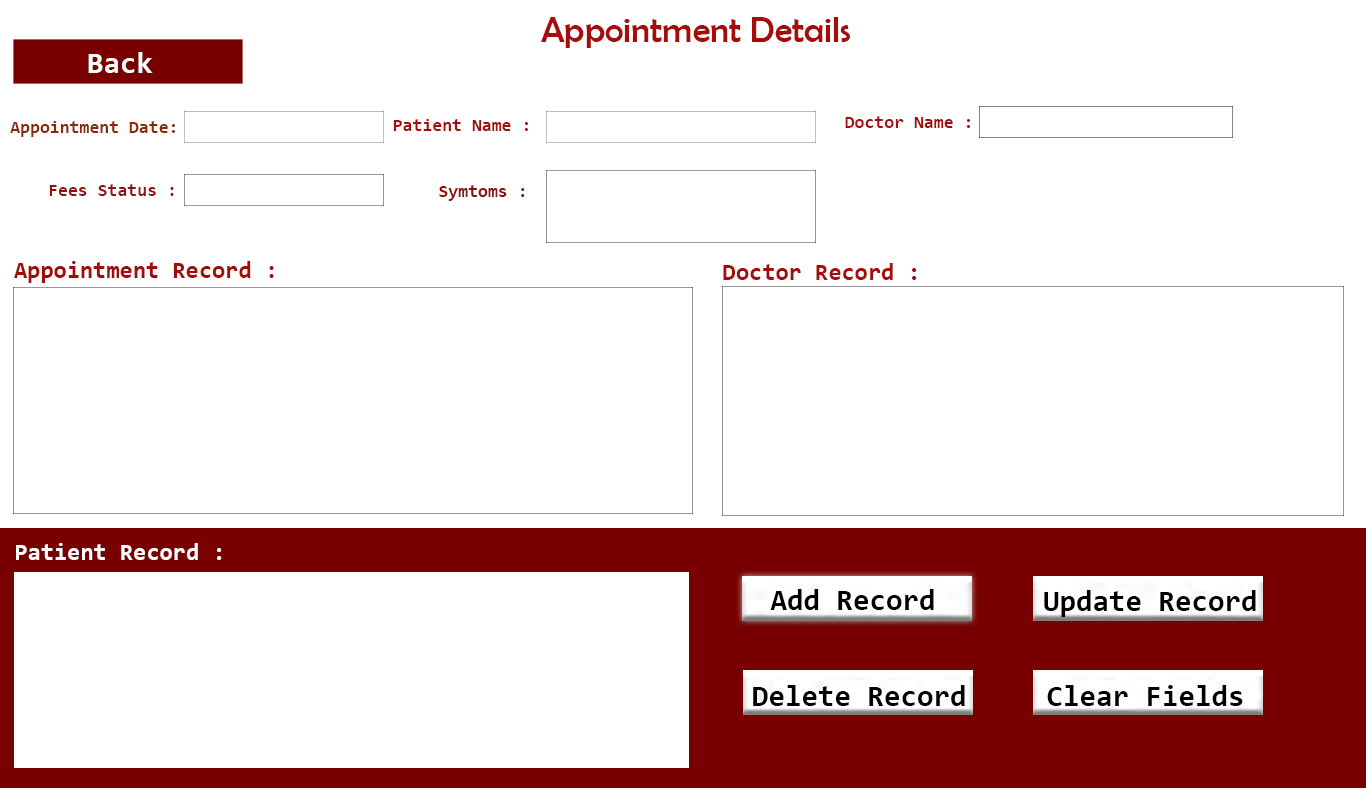 Appointment Details
Back
Appointment Date:
Patient Name :
Doctor Name :
Fees Status :
Symtoms :
Appointment Record :
Doctor Record :
Patient Record :
Add Record
Update Record
Delete Record
Clear Fields